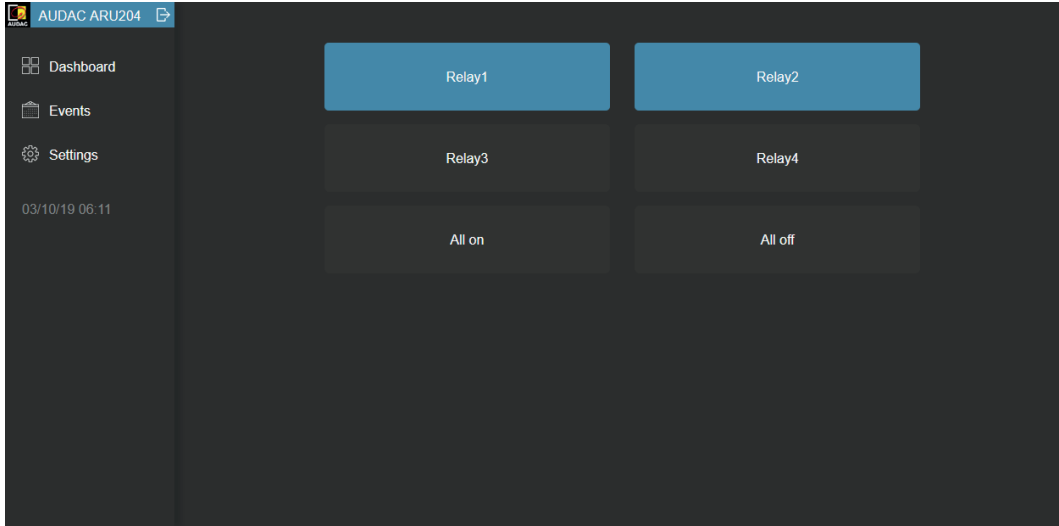 AUDAC AUDAC ARU204
Dashboard
Events
Settings
03/10/19 06:11
Relay1 Relay2
Relay3 Relay4
All on All off